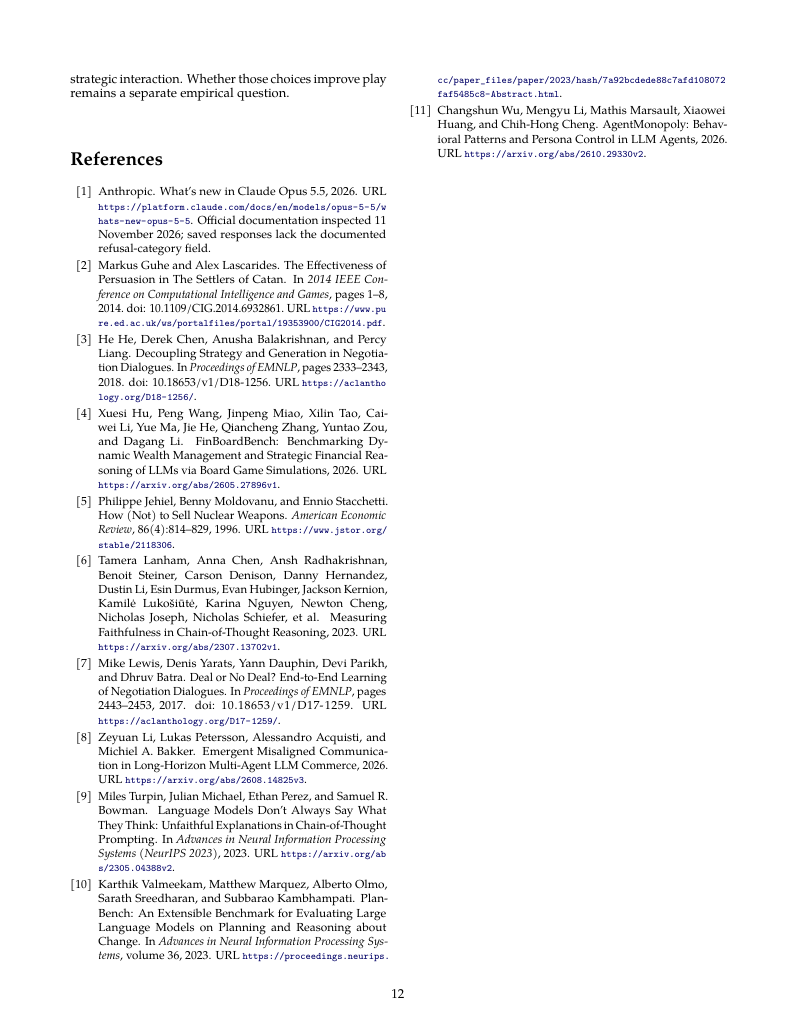 strategic interaction. Whether those choices improve play
remains a separate empirical question.
References
[1] Anthropic. What's new in Claude Opus 5.5, 2026. URL
https://platform.claude.com/docs/en/models/opus-5-5/w
hats-new-opus-5-5. Official documentation inspected 11
November 2026; saved responses lack the documented
refusal-category field.
[2] Markus Guhe and Alex Lascarides. The Effectiveness of
Persuasion in The Settlers of Catan. In 2014 IEEE Con-
ference on Computational Intelligence and Games, pages 1–8,
2014. doi: 10.1109/CIG.2014.6932861. URL https://www.pu
re.ed.ac.uk/ws/portalfiles/portal/19353900/CIG2014.pdf.
[3] He He, Derek Chen, Anusha Balakrishnan, and Percy
Liang. Decoupling Strategy and Generation in Negotia-
tion Dialogues. In Proceedings of EMNLP, pages 2333–2343,
2018. doi: 10.18653/v1/D18-1256. URL https://aclantho
logy.org/D18-1256/.
[4] Xuesi Hu, Peng Wang, Jinpeng Miao, Xilin Tao, Cai-
wei Li, Yue Ma, Jie He, Qiancheng Zhang, Yuntao Zou,
and Dagang Li. FinBoardBench: Benchmarking Dy-
namic Wealth Management and Strategic Financial Rea-
soning of LLMs via Board Game Simulations, 2026. URL
https://arxiv.org/abs/2605.27896v1.
[5] Philippe Jehiel, Benny Moldovanu, and Ennio Stacchetti.
How (Not) to Sell Nuclear Weapons. American Economic
Review, 86(4):814–829, 1996. URL https://www.jstor.org/
stable/2118306.
[6] Tamera Lanham, Anna Chen, Ansh Radhakrishnan,
Benoit Steiner, Carson Denison, Danny Hernandez,
Dustin Li, Esin Durmus, Evan Hubinger, Jackson Kernion,
Kamilė Lukošiūtė, Karina Nguyen, Newton Cheng,
Nicholas Joseph, Nicholas Schiefer, et al. Measuring
Faithfulness in Chain-of-Thought Reasoning, 2023. URL
https://arxiv.org/abs/2307.13702v1.
[7] Mike Lewis, Denis Yarats, Yann Dauphin, Devi Parikh,
and Dhruv Batra. Deal or No Deal? End-to-End Learning
of Negotiation Dialogues. In Proceedings of EMNLP, pages
2443–2453, 2017. doi: 10.18653/v1/D17-1259. URL
https://aclanthology.org/D17-1259/.
[8] Zeyuan Li, Lukas Petersson, Alessandro Acquisti, and
Michiel A. Bakker. Emergent Misaligned Communica-
tion in Long-Horizon Multi-Agent LLM Commerce, 2026.
URL https://arxiv.org/abs/2608.14825v3.
[9] Miles Turpin, Julian Michael, Ethan Perez, and Samuel R.
Bowman. Language Models Don't Always Say What
They Think: Unfaithful Explanations in Chain-of-Thought
Prompting. In Advances in Neural Information Processing
Systems (NeurIPS 2023), 2023. URL https://arxiv.org/ab
s/2305.04388v2.
[10] Karthik Valmeekam, Matthew Marquez, Alberto Olmo,
Sarath Sreedharan, and Subbarao Kambhampati. Plan-
Bench: An Extensible Benchmark for Evaluating Large
Language Models on Planning and Reasoning about
Change. In Advances in Neural Information Processing Sys-
tems, volume 36, 2023. URL https://proceedings.neurips.
cc/paper_files/paper/2023/hash/7a92bcdede88c7afd108072
faf5485c8-Abstract.html.
[11] Changshun Wu, Mengyu Li, Mathis Marsault, Xiaowei
Huang, and Chih-Hong Cheng. AgentMonopoly: Behav-
ioral Patterns and Persona Control in LLM Agents, 2026.
URL https://arxiv.org/abs/2610.29330v2.
12